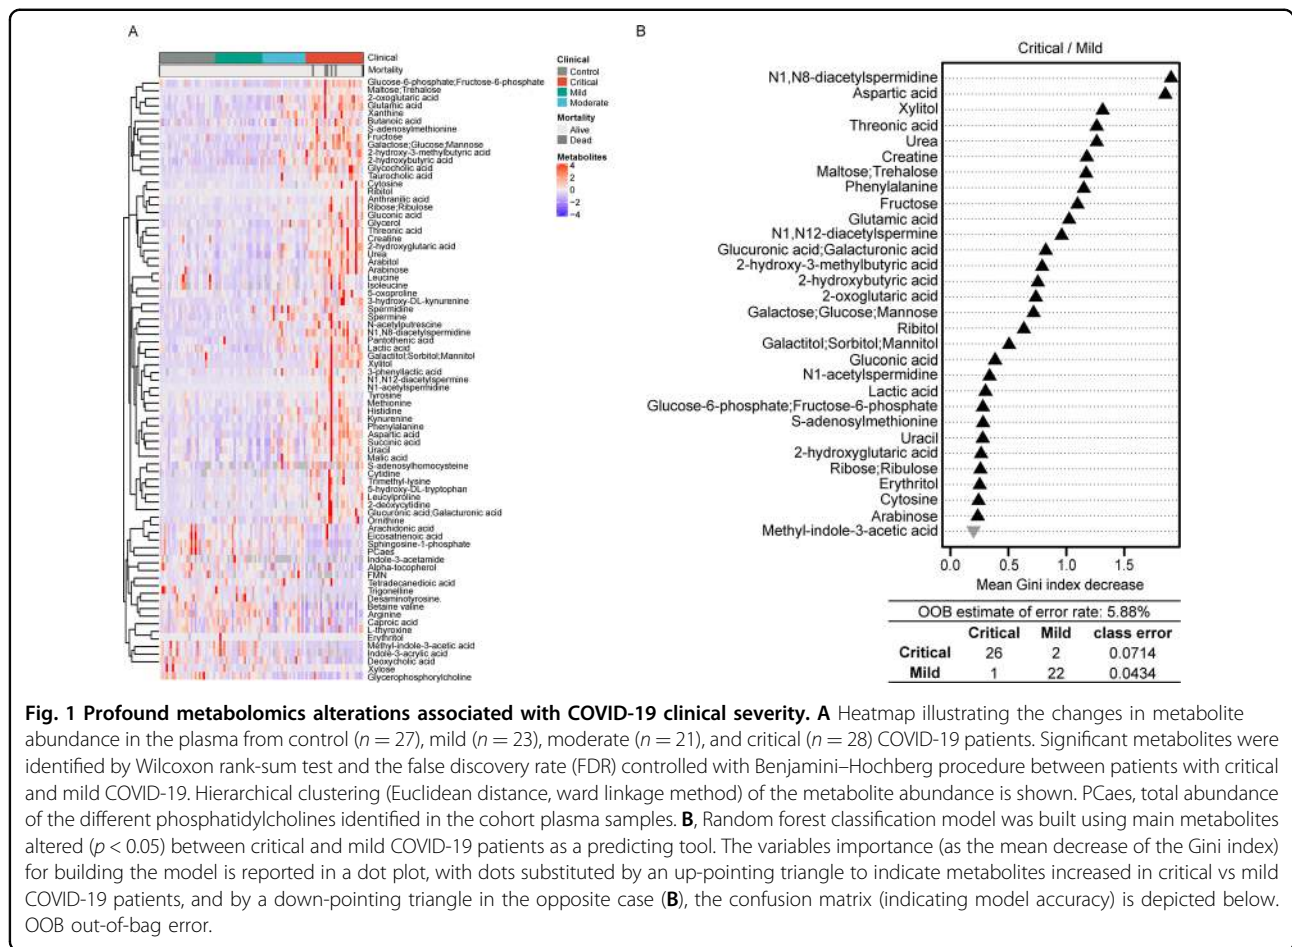 A
Clinical
Mortality
Glucose-6-phosphate;Fructose-6-phosphate
Maltose;Trehalose
2-oxoglutaric acid
Glutamic acid
Xanthine
Butanoic acid
S-adenosylmethionine
Fructose
Galactose;Glucose;Mannose
2-hydroxy-3-methylbutyric acid
2-hydroxybutyric acid
Glycocholic acid
Taurocholic acid
Cytosine
Ribitol
Anthranilic acid
Ribose;Ribulose
Gluconic acid
Glycerol
Threonic acid
Creatine
2-hydroxyglutaric acid
Urea
Arabitol
Arabinose
Leucine
Isoleucine
5-oxoproline
3-hydroxy-DL-kynurenine
Spermidine
Spermine
N-acetylputrescine
N1,N8-diacetylspermidine
Pantothenic acid
Lactic acid
Galactitol;Sorbitol;Mannitol
Xylitol
3-phenyllactic acid
N1,N12-diacetylspermine
N1-acetylspermidine
Tyrosine
Methionine
Histidine
Kynurenine
Phenylalanine
Aspartic acid
Succinic acid
Uracil
Malic acid
S-adenosylhomocysteine
Cytidine
Trimethyl-lysine
5-hydroxy-DL-tryptophan
Leucylproline
2-deoxycytidine
Glucuronic acid;Galacturonic acid
Ornithine
Arachidonic acid
Eicosatrienoic acid
Sphingosine-1-phosphate
PCaes
Indole-3-acetamide
Alpha-tocopherol
FMN
Tetradecanedioic acid
Trigonelline
Desaminotyrosine.
Betaine valine
Arginine
Caproic acid
L-thyroxine
Erythritol
Methyl-indole-3-acetic acid
Indole-3-acrylic acid
Deoxycholic acid
Xylose
Glycerophosphorylcholine
Clinical
Control
Critical
Mild
Moderate
Mortality
Alive
Dead
Metabolites
4
2
0
−2
−4
B
Critical / Mild
N1,N8-diacetylspermidine
Aspartic acid
Xylitol
Threonic acid
Urea
Creatine
Maltose;Trehalose
Phenylalanine
Fructose
Glutamic acid
N1,N12-diacetylspermine
Glucuronic acid;Galacturonic acid
2-hydroxy-3-methylbutyric acid
2-hydroxybutyric acid
2-oxoglutaric acid
Galactose;Glucose;Mannose
Ribitol
Galactitol;Sorbitol;Mannitol
Gluconic acid
N1-acetylspermidine
Lactic acid
Glucose-6-phosphate;Fructose-6-phosphate
S-adenosylmethionine
Uracil
2-hydroxyglutaric acid
Ribose;Ribulose
Erythritol
Cytosine
Arabinose
Methyl-indole-3-acetic acid
0.0 0.5 1.0 1.5
Mean Gini index decrease
OOB estimate of error rate: 5.88%
Critical Mild class error
Critical 26 2 0.0714
Mild 1 22 0.0434
Fig. 1 Profound metabolomics alterations associated with COVID-19 clinical severity. A Heatmap illustrating the changes in metabolite
abundance in the plasma from control (n = 27), mild (n = 23), moderate (n = 21), and critical (n = 28) COVID-19 patients. Significant metabolites were
identified by Wilcoxon rank-sum test and the false discovery rate (FDR) controlled with Benjamini–Hochberg procedure between patients with critical
and mild COVID-19. Hierarchical clustering (Euclidean distance, ward linkage method) of the metabolite abundance is shown. PCaes, total abundance
of the different phosphatidylcholines identified in the cohort plasma samples. B, Random forest classification model was built using main metabolites
altered (p < 0.05) between critical and mild COVID-19 patients as a predicting tool. The variables importance (as the mean decrease of the Gini index)
for building the model is reported in a dot plot, with dots substituted by an up-pointing triangle to indicate metabolites increased in critical vs mild
COVID-19 patients, and by a down-pointing triangle in the opposite case (B), the confusion matrix (indicating model accuracy) is depicted below.
OOB out-of-bag error.